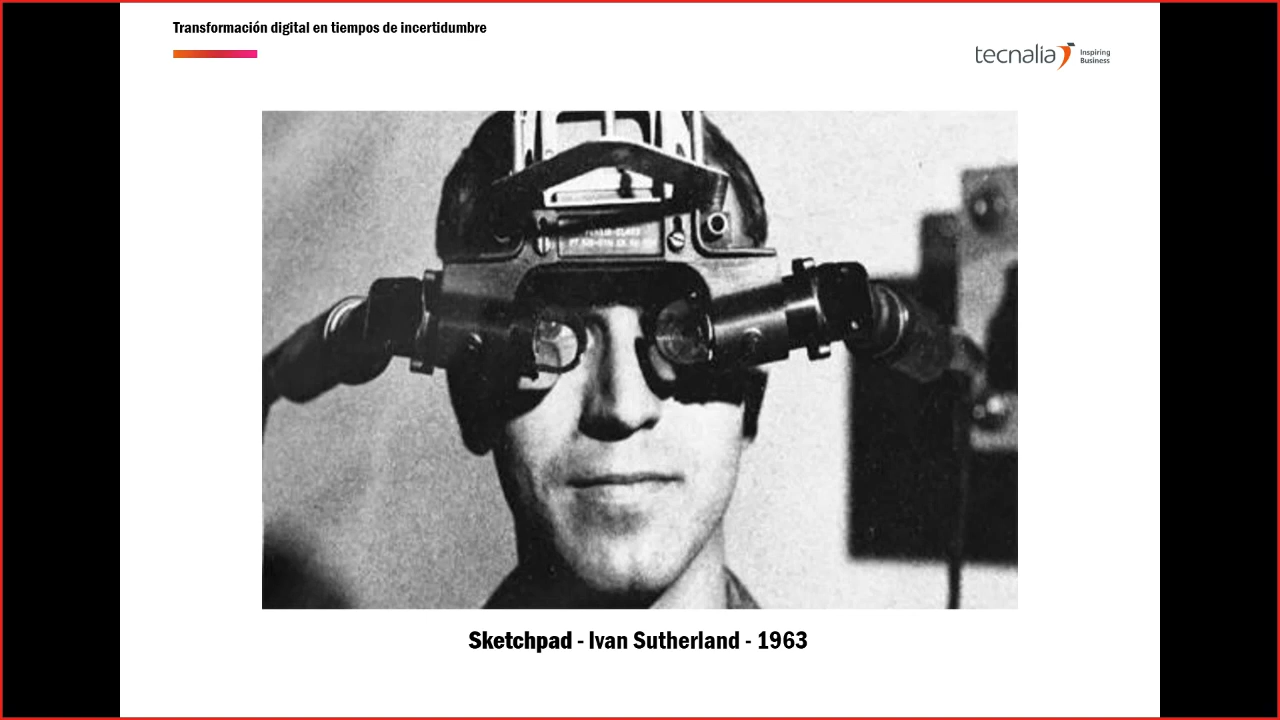 Transformación digital en tiempos de incertidumbre
tecnalia
Inspiring
Business
Sketchpad - Ivan Sutherland - 1963